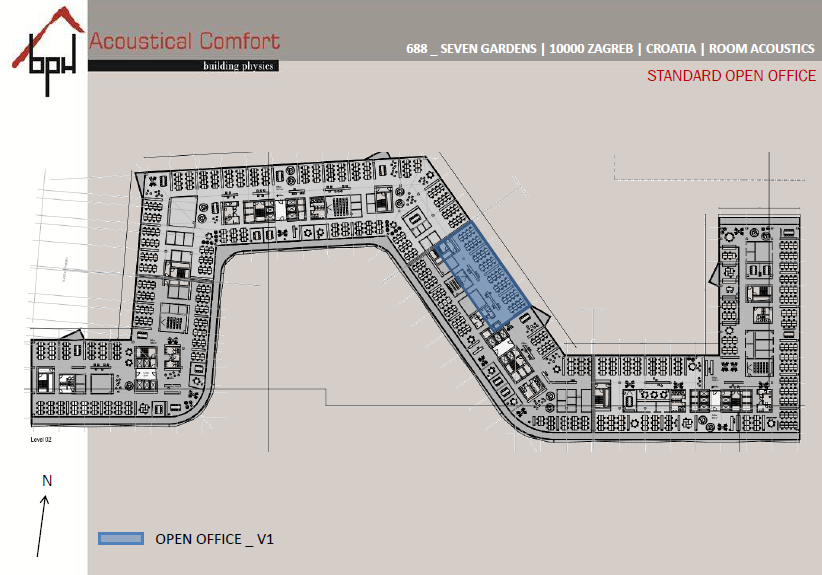 bph
Acoustical Comfort
building physics
688 _ SEVEN GARDENS | 10000 ZAGREB | CROATIA | ROOM ACOUSTICS
STANDARD OPEN OFFICE
Level 02
N
OPEN OFFICE _ V1